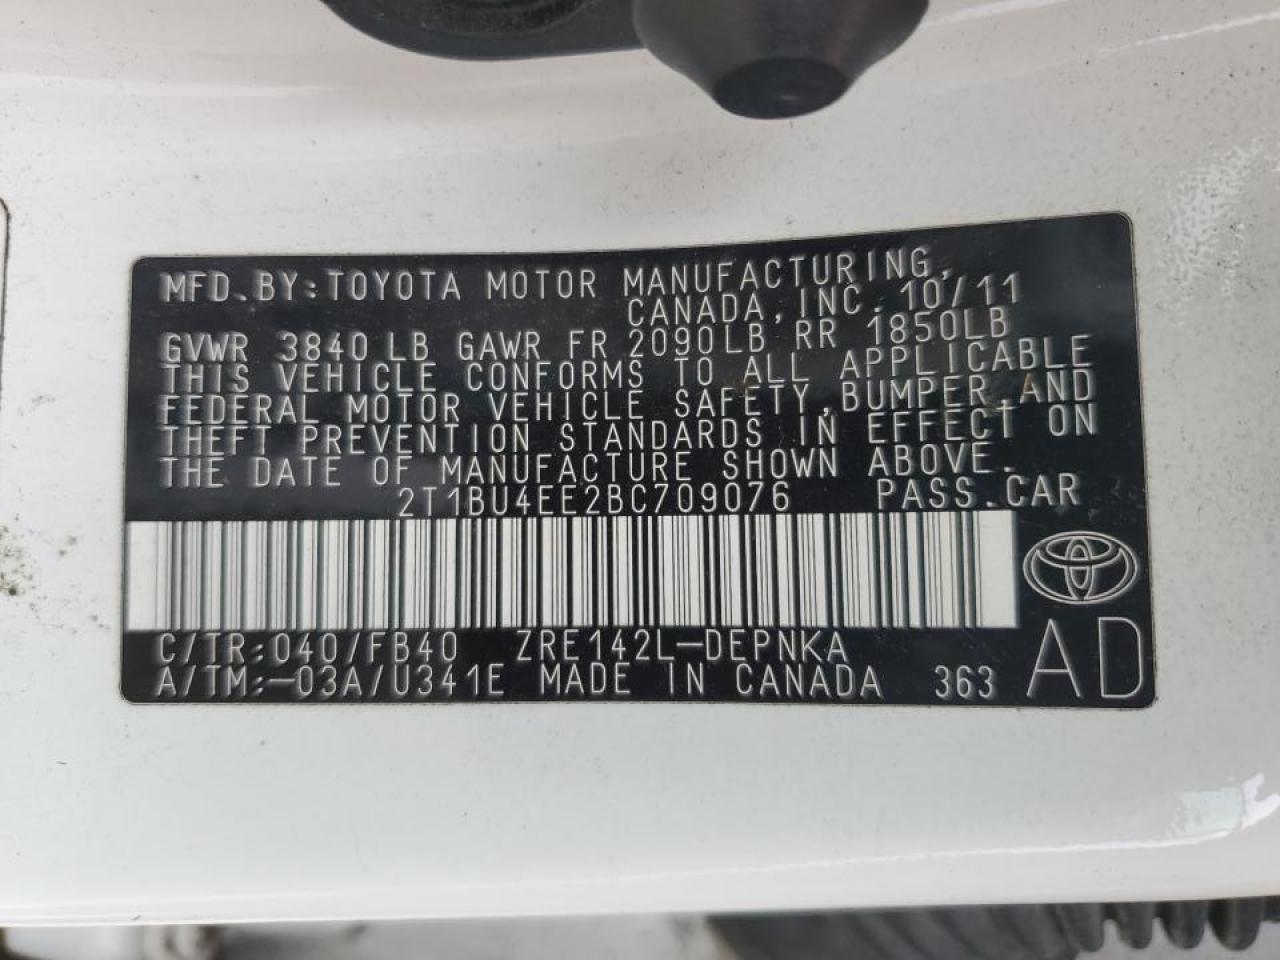 MFD.BY:TOYOTA MOTOR MANUFACTURING,
CANADA,INC. 10/11
GVWR 3840 LB GAWR FR 2090LB RR 1850LB
THIS VEHICLE CONFORMS TO ALL APPLICABLE
FEDERAL MOTOR VEHICLE SAFETY,BUMPER,AND
THEFT PREVENTION STANDARDS IN EFFECT ON
THE DATE OF MANUFACTURE SHOWN ABOVE.
2T1BU4EE2BC709076 PASS.CAR
C/TR:040/FB40 ZRE142L-DEPNKA
A/TM:-03A/U341E MADE IN CANADA 363 AD